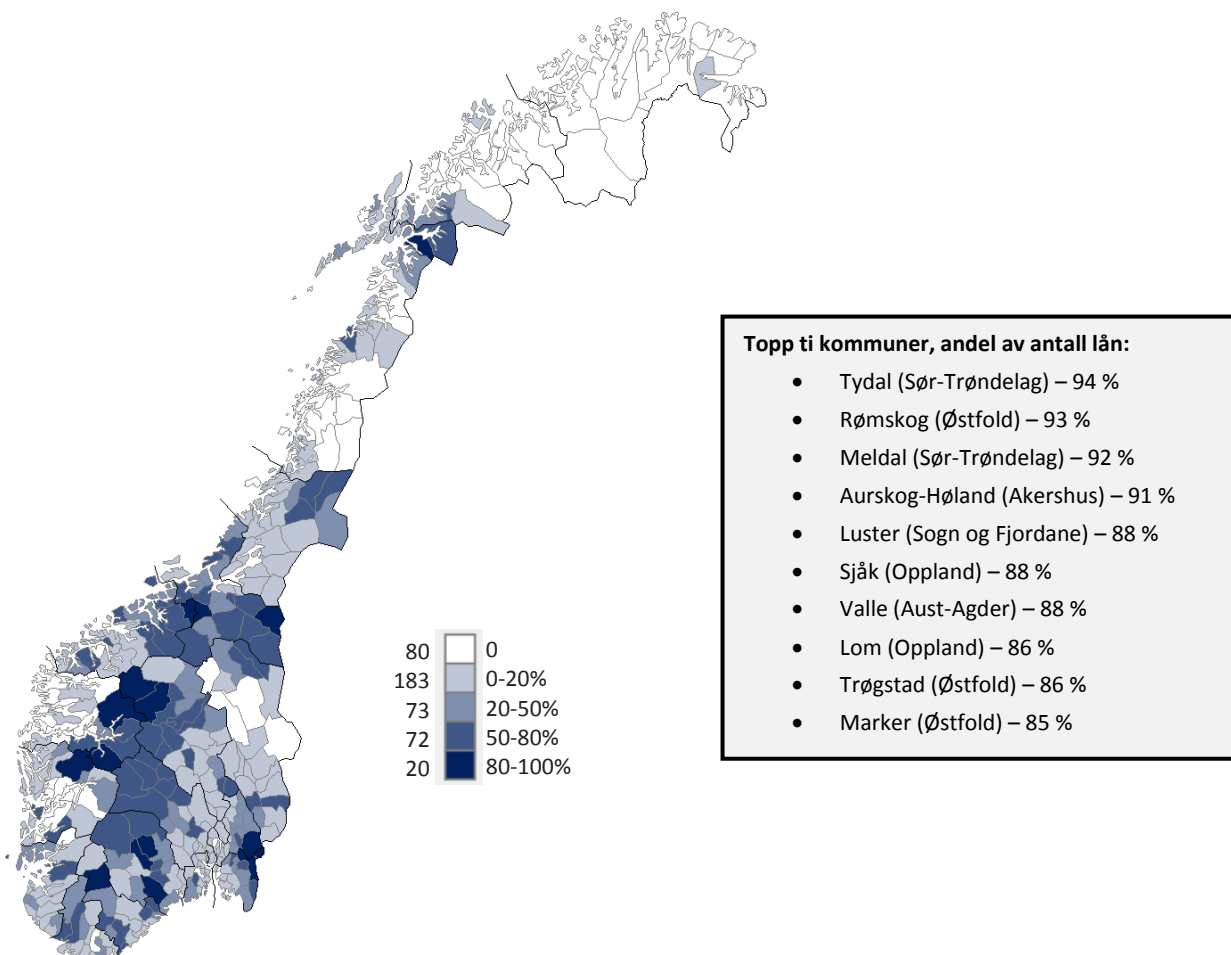 Topp ti kommuner, andel av antall lån:
• Tydal (Sør-Trøndelag) – 94 %
• Rømskog (Østfold) – 93 %
• Meldal (Sør-Trøndelag) – 92 %
• Aurskog-Høland (Akershus) – 91 %
• Luster (Sogn og Fjordane) – 88 %
• Sjåk (Oppland) – 88 %
• Valle (Aust-Agder) – 88 %
• Lom (Oppland) – 86 %
• Trøgstad (Østfold) – 86 %
• Marker (Østfold) – 85 %
80 0
183 0-20%
73 20-50%
72 50-80%
20 80-100%